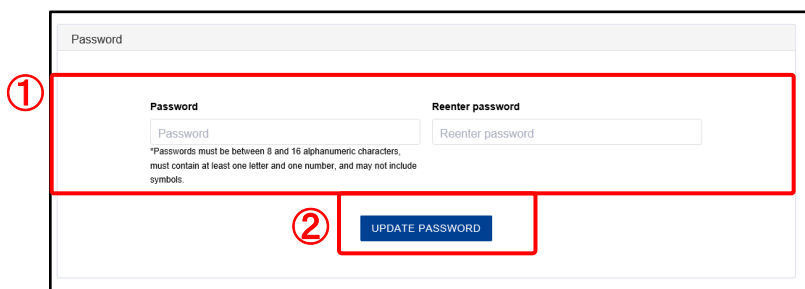 Password
①
Password Reenter password
Password Reenter password
*Passwords must be between 8 and 16 alphanumeric characters,
must contain at least one letter and one number, and may not include
symbols.
②
UPDATE PASSWORD